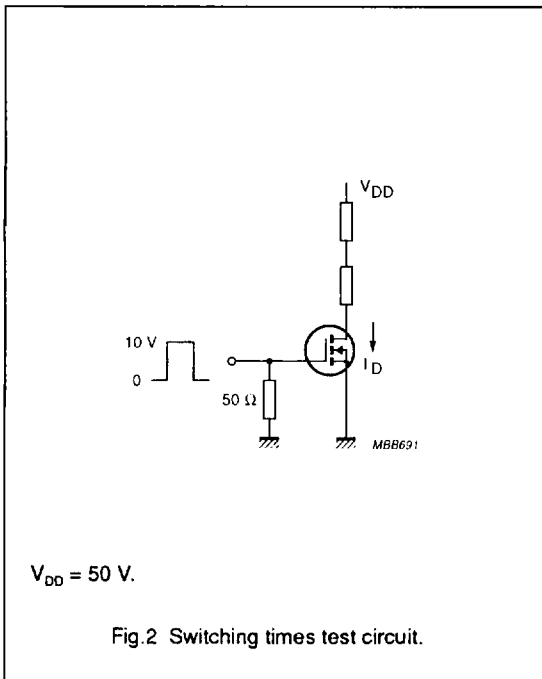 V_DD
10 V
0
50 Ω
I_D
MBB691
V_DD = 50 V.
Fig.2 Switching times test circuit.